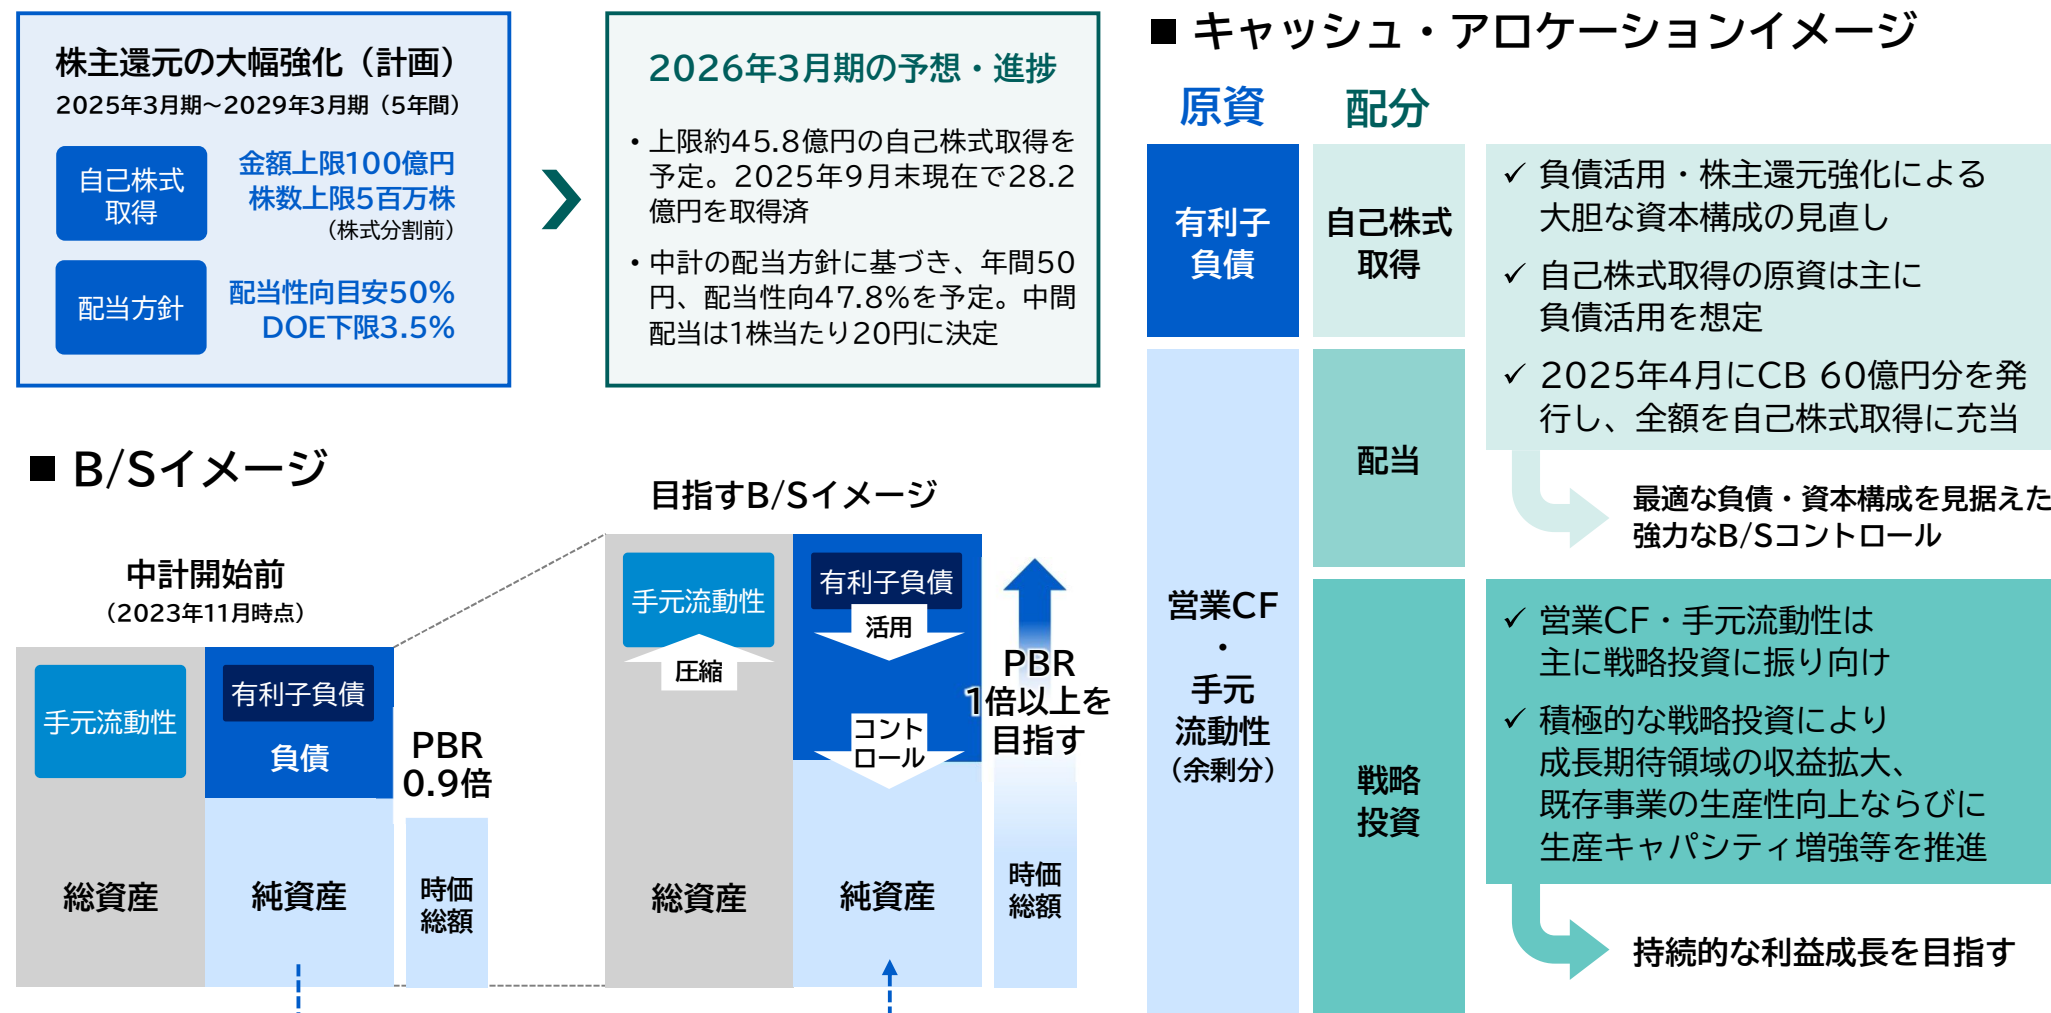 株主還元の大幅強化（計画）
2025年3月期～2029年3月期（5年間）
自己株式
取得
金額上限100億円
株数上限5百万株
（株式分割前）
配当方針
配当性向目安50%
DOE下限3.5%
2026年3月期の予想・進捗
・上限約45.8億円の自己株式取得を
予定。2025年9月末現在で28.2
億円を取得済
・中計の配当方針に基づき、年間50
円、配当性向47.8%を予定。中間
配当は1株当たり20円に決定
■ B/Sイメージ
中計開始前
（2023年11月時点）
手元流動性
有利子負債
負債
総資産
純資産
PBR
0.9倍
時価
総額
目指すB/Sイメージ
手元流動性
圧縮
有利子負債
活用
コント
ロール
総資産
純資産
PBR
1倍以上を
目指す
時価
総額
■ キャッシュ・アロケーションイメージ
原資
配分
有利子
負債
自己株式
取得
✓ 負債活用・株主還元強化による
大胆な資本構成の見直し
✓ 自己株式取得の原資は主に
負債活用を想定
✓ 2025年4月にCB 60億円分を発
行し、全額を自己株式取得に充当
最適な負債・資本構成を見据えた
強力なB/Sコントロール
営業CF
・
手元
流動性
（余剰分）
配当
戦略
投資
✓ 営業CF・手元流動性は
主に戦略投資に振り向け
✓ 積極的な戦略投資により
成長期待領域の収益拡大、
既存事業の生産性向上ならびに
生産キャパシティ増強等を推進
持続的な利益成長を目指す